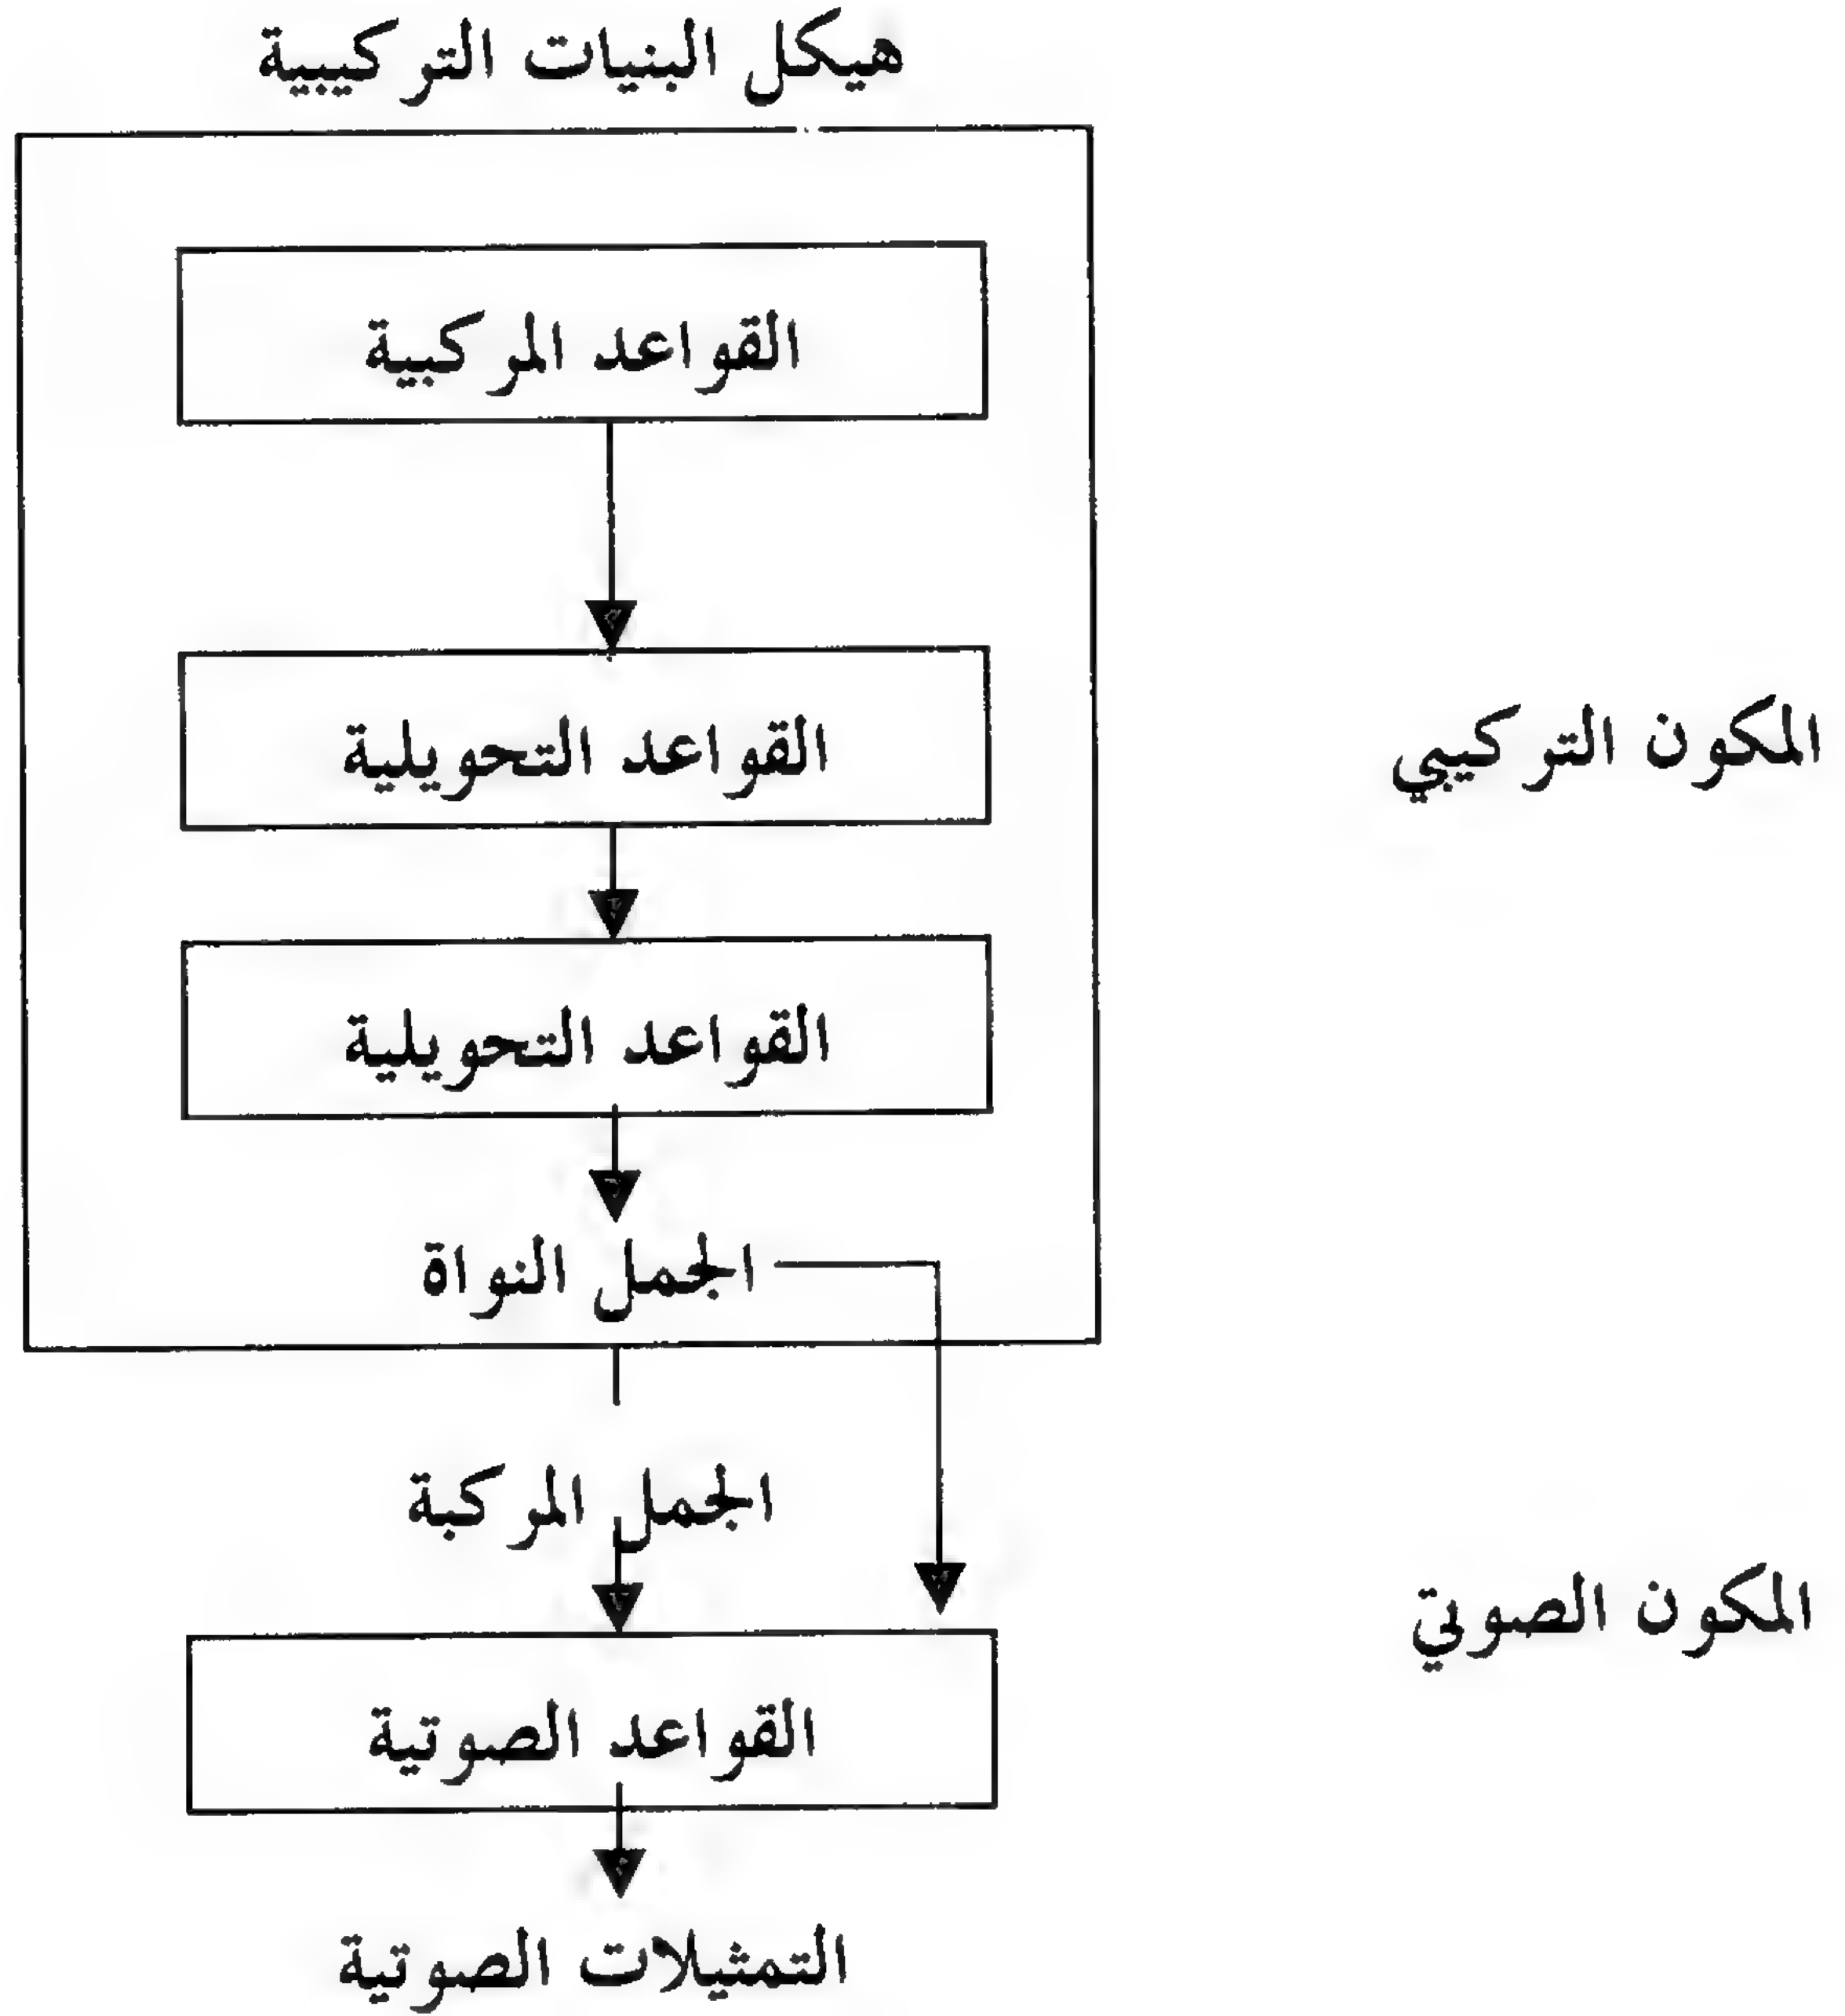 هيكل البنيات التركيبية
القواعد المركبية
القواعد التحويلية
المكون التركيبي
القواعد التحويلية
الجمل النواة
الجمل المركبة
المكون الصوتي
القواعد الصوتية
التمثيلات الصوتية